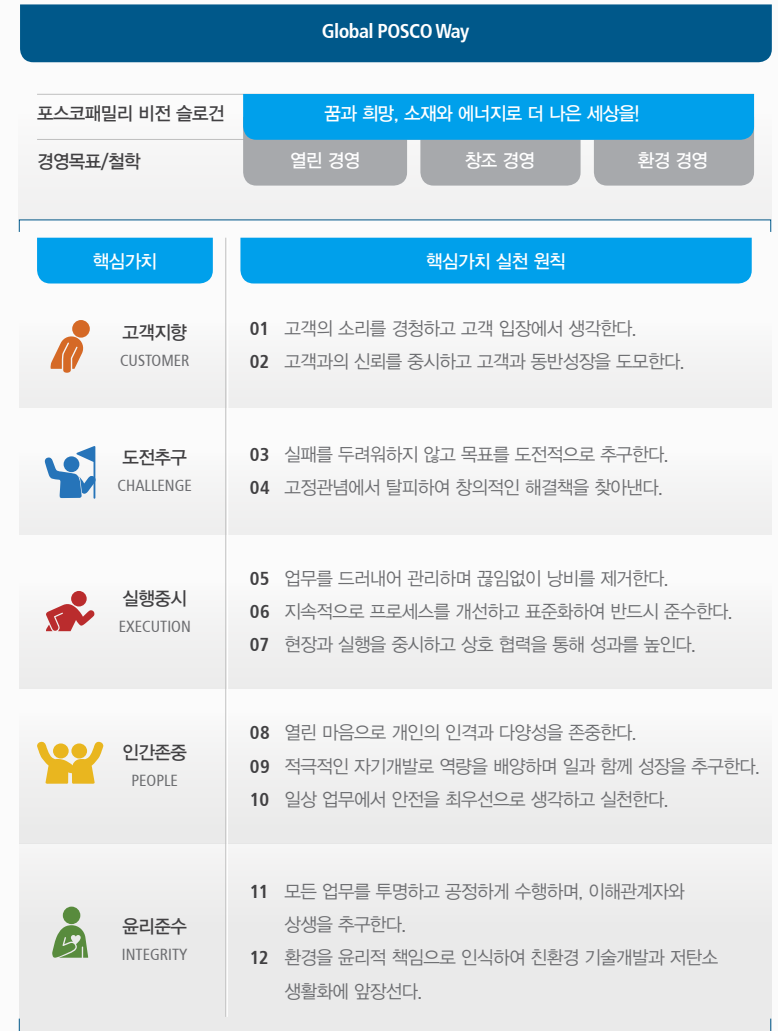 Global POSCO Way
포스코패밀리 비전 슬로건
꿈과 희망, 소재와 에너지로 더 나은 세상을!
경영목표/철학
열린 경영
창조 경영
환경 경영
핵심가치
핵심가치 실천 원칙
고객지향
CUSTOMER
01 고객의 소리를 경청하고 고객 입장에서 생각한다.
02 고객과의 신뢰를 중시하고 고객과 동반성장을 도모한다.
도전추구
CHALLENGE
03 실패를 두려워하지 않고 목표를 도전적으로 추구한다.
04 고정관념에서 탈피하여 창의적인 해결책을 찾아낸다.
실행중시
EXECUTION
05 업무를 드러내어 관리하며 끊임없이 낭비를 제거한다.
06 지속적으로 프로세스를 개선하고 표준화하여 반드시 준수한다.
07 현장과 실행을 중시하고 상호 협력을 통해 성과를 높인다.
인간존중
PEOPLE
08 열린 마음으로 개인의 인격과 다양성을 존중한다.
09 적극적인 자기개발로 역량을 배양하며 일과 함께 성장을 추구한다.
10 일상 업무에서 안전을 최우선으로 생각하고 실천한다.
윤리준수
INTEGRITY
11 모든 업무를 투명하고 공정하게 수행하며, 이해관계자와
상생을 추구한다.
12 환경을 윤리적 책임으로 인식하여 친환경 기술개발과 저탄소
생활화에 앞장선다.